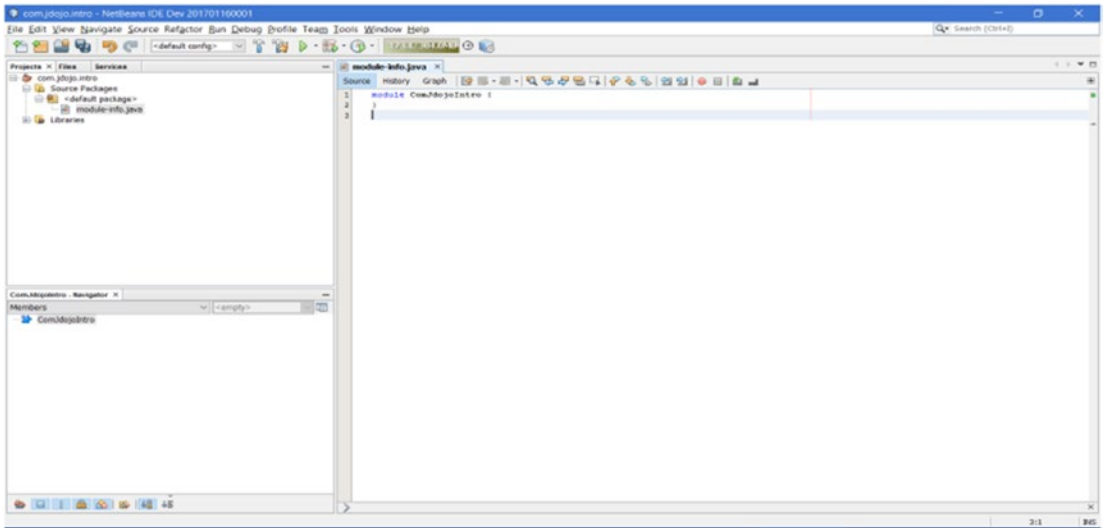 com.jdojo.intro - NetBeans IDE Dev 201701160001
File Edit View Navigate Source Refactor Run Debug Profile Team Tools Window Help
Search (Ctrl+I)
<default config>
Projects Files Services
com.jdojo.intro
Source Packages
<default package>
module-info.java
Libraries
module-info.java
Source History Graph
1 module ComJdojoIntro {
2 }
3
ComJdojoIntro - Navigator
Members <empty>
ComJdojoIntro
3:1 INS